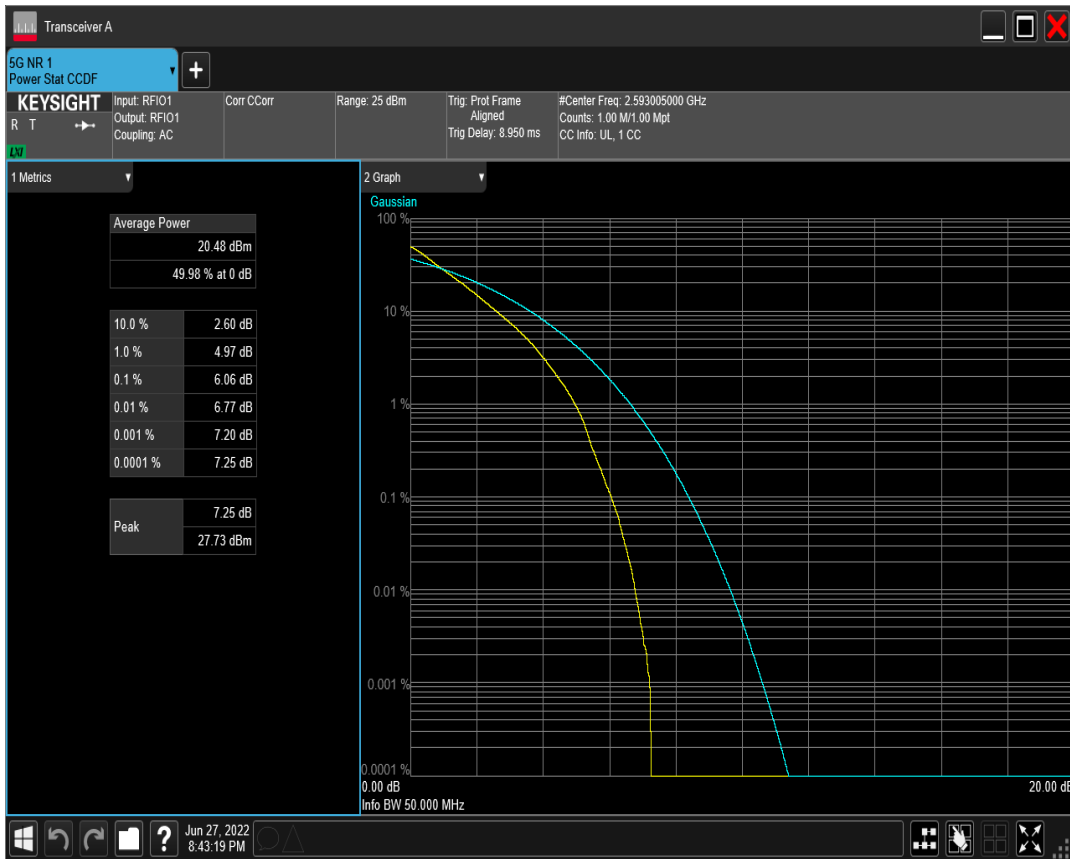 Transceiver A
5G NR 1
Power Stat CCDF
+
KEYSIGHT
R T
LXI
Input: RFIO1
Output: RFIO1
Coupling: AC
Corr CCorr
Range: 25 dBm
Trig: Prot Frame
Aligned
Trig Delay: 8.950 ms
#Center Freq: 2.593005000 GHz
Counts: 1.00 M/1.00 Mpt
CC Info: UL, 1 CC
1 Metrics
Average Power
20.48 dBm
49.98 % at 0 dB
10.0 % 2.60 dB
1.0 % 4.97 dB
0.1 % 6.06 dB
0.01 % 6.77 dB
0.001 % 7.20 dB
0.0001 % 7.25 dB
Peak
7.25 dB
27.73 dBm
2 Graph
Gaussian
100 %
10 %
1 %
0.1 %
0.01 %
0.001 %
0.0001 %
0.00 dB 20.00 dB
Info BW 50.000 MHz
?
Jun 27, 2022
8:43:19 PM